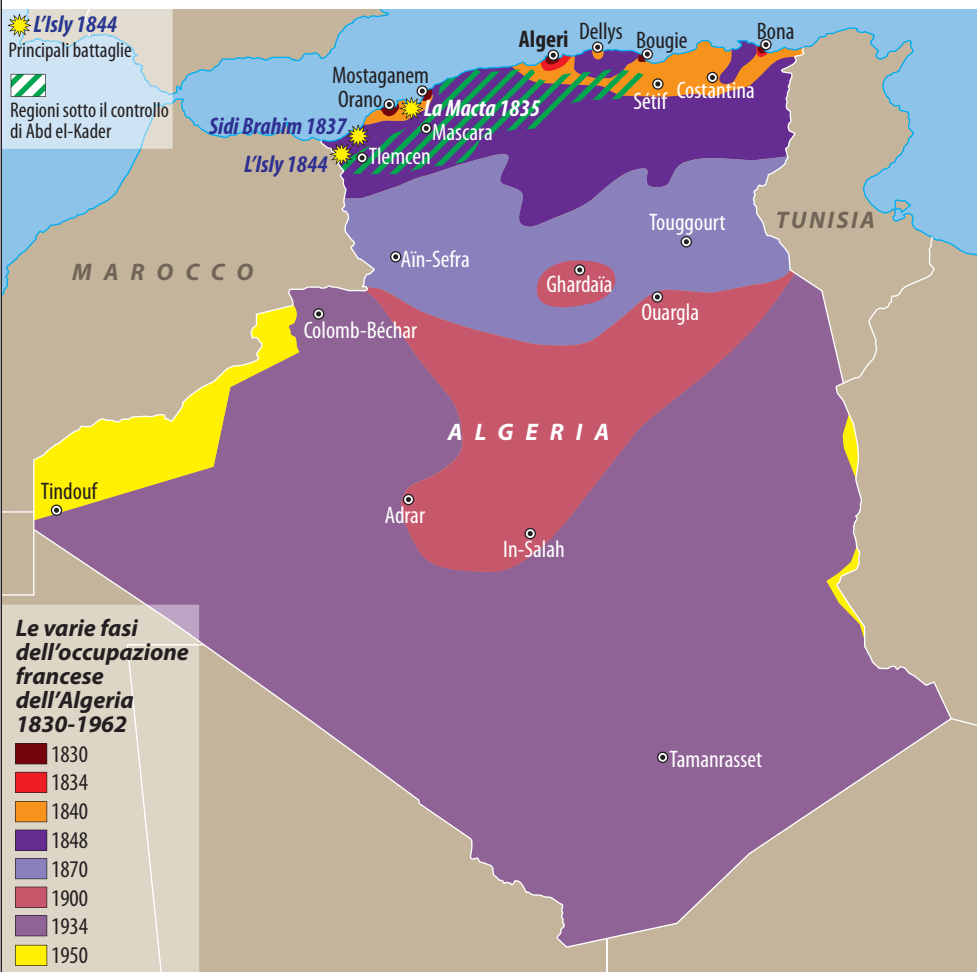 L'Isly 1844
Principali battaglie
Regioni sotto il controllo
di Abd el-Kader
Algeri
Dellys
Bougie
Bona
Mostaganem
Orano
La Macta 1835
Sétif
Costantina
Sidi Brahim 1837
Mascara
L'Isly 1844
Tlemcen
Touggourt
TUNISIA
MAROCCO
Aïn-Sefra
Ghardaïa
Ouargla
Colomb-Béchar
ALGERIA
Tindouf
Adrar
In-Salah
Tamanrasset
Le varie fasi
dell'occupazione
francese
dell'Algeria
1830-1962
1830
1834
1840
1848
1870
1900
1934
1950